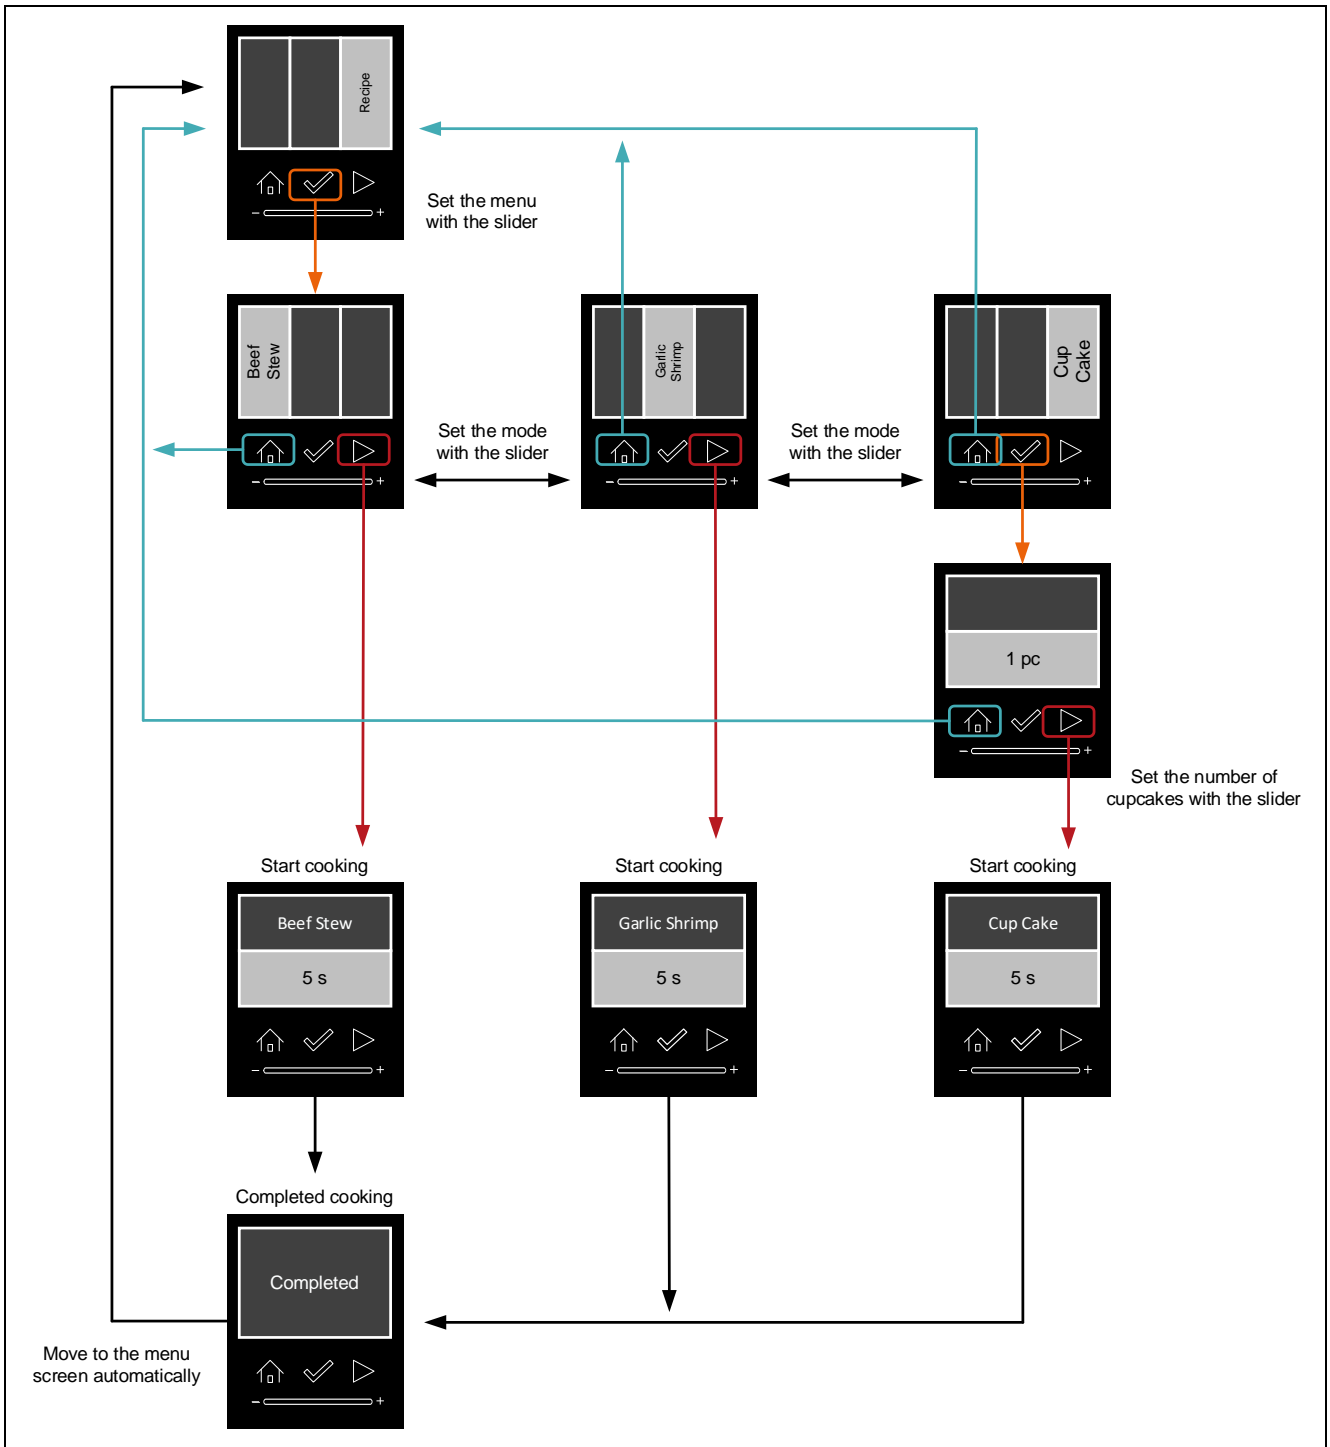 Recipe
- +
Set the menu
with the slider
Beef
Stew
- +
Set the mode
with the slider
Garlic
Shrimp
- +
Set the mode
with the slider
Cup
Cake
- +
1 pc
- +
Set the number of
cupcakes with the slider
Start cooking
Beef Stew
5 s
- +
Start cooking
Garlic Shrimp
5 s
- +
Start cooking
Cup Cake
5 s
- +
Completed cooking
Completed
- +
Move to the menu
screen automatically